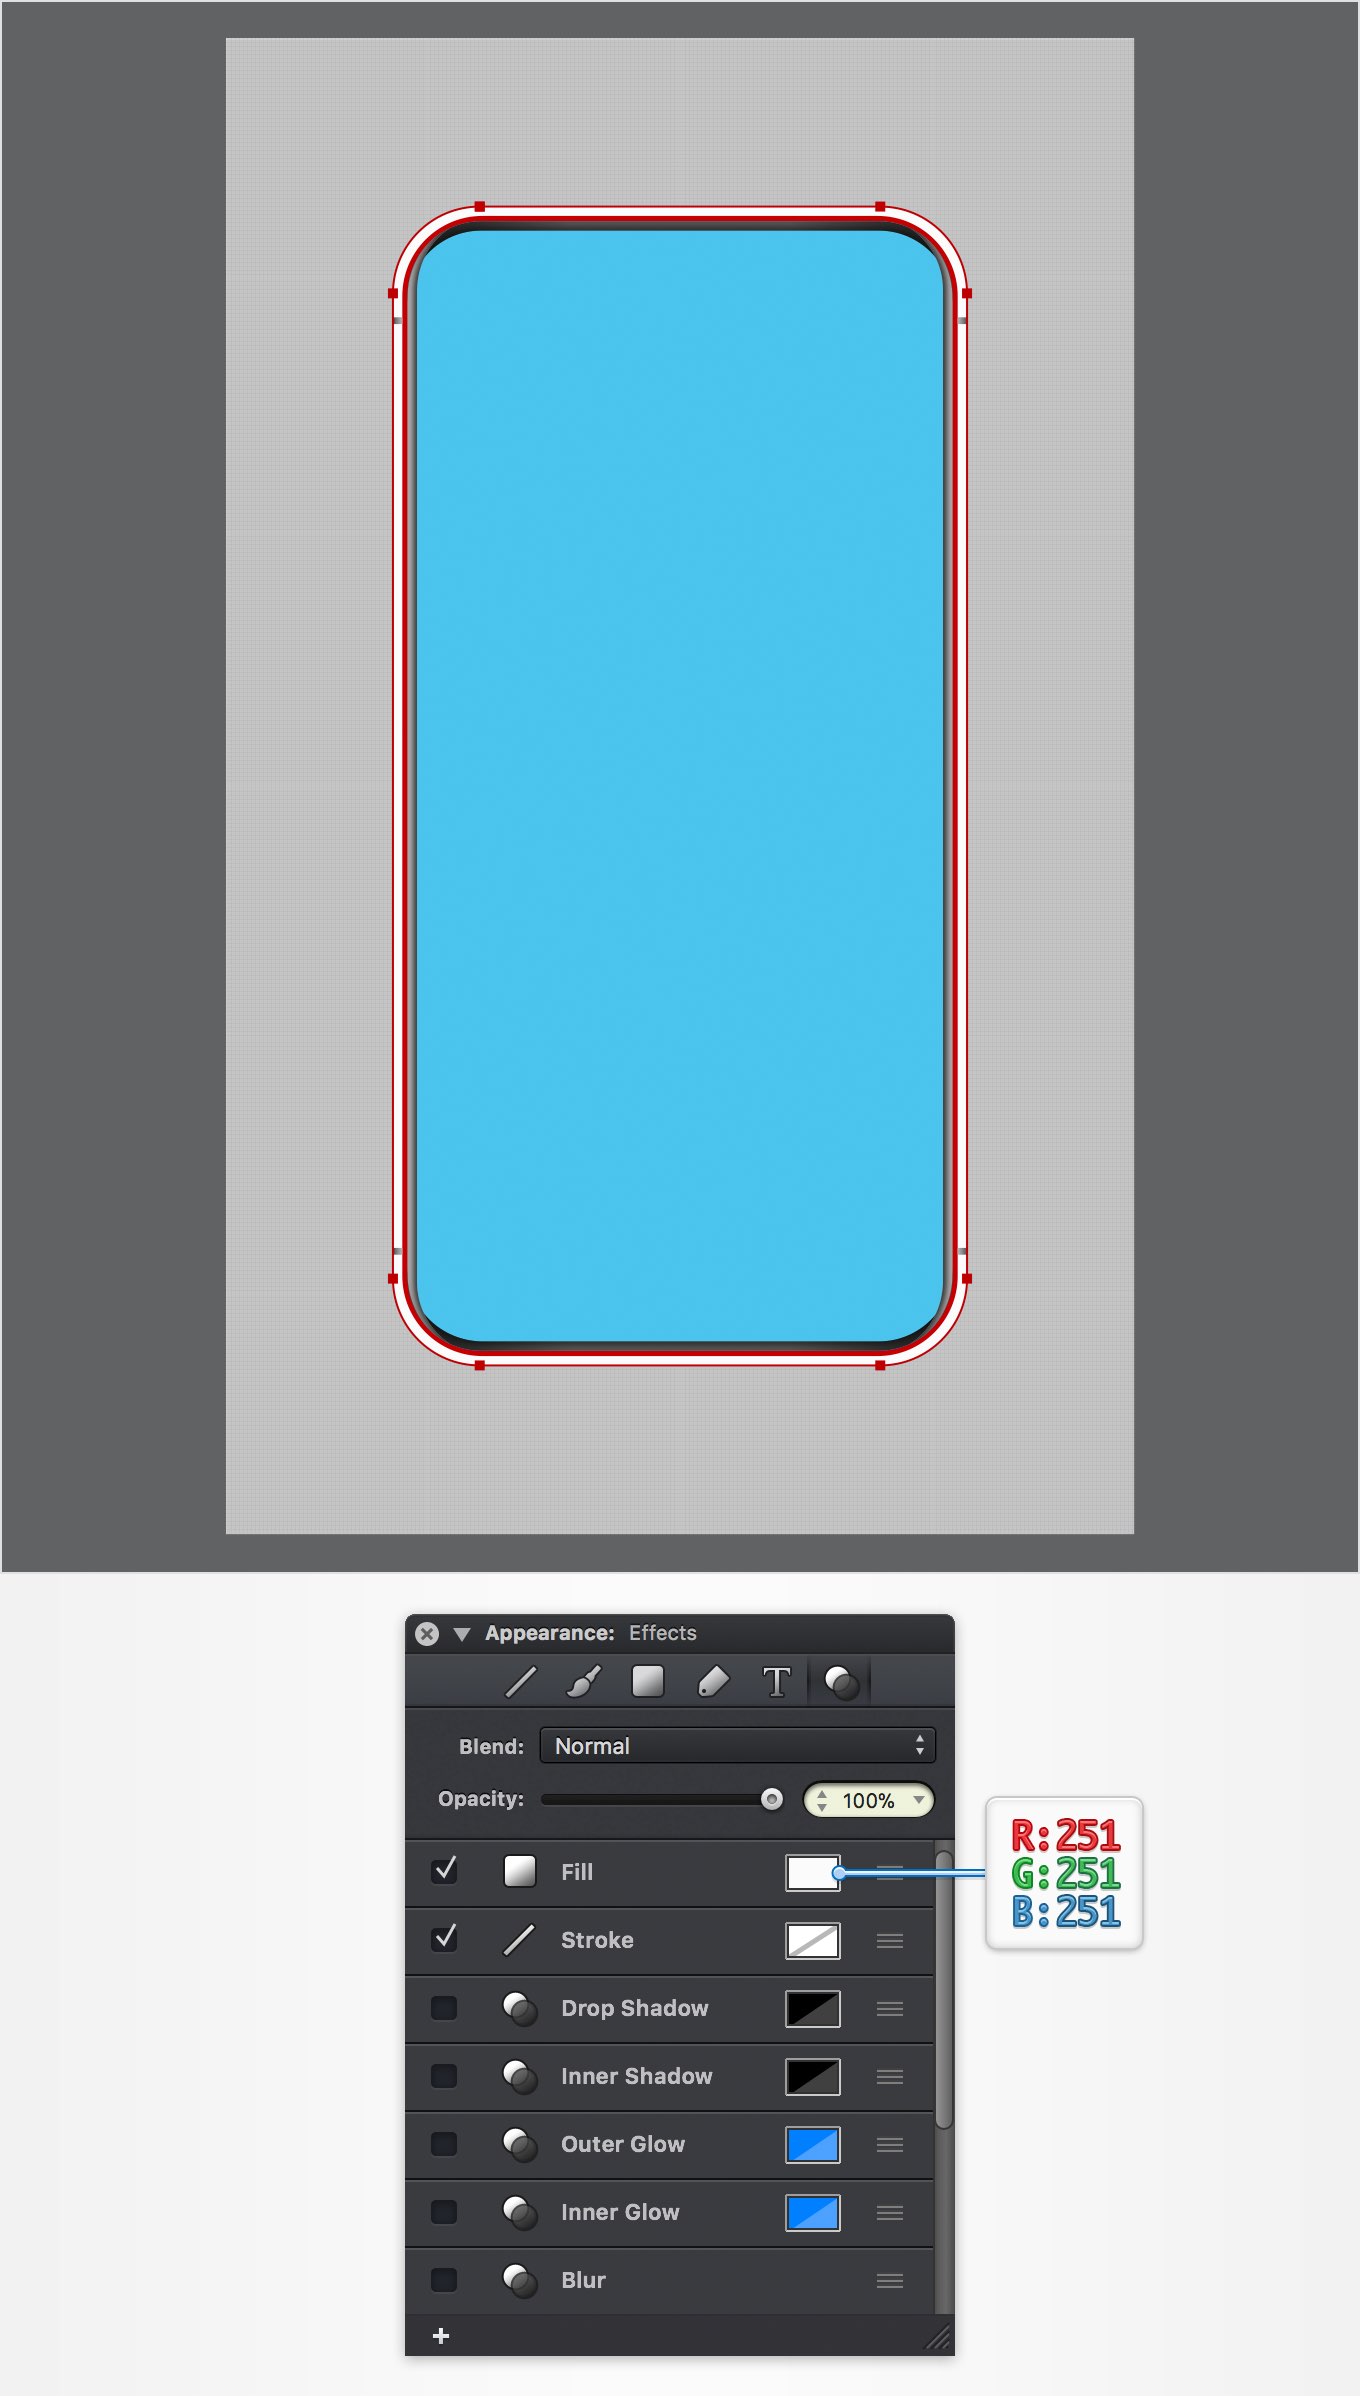 Appearance: Effects
T
Blend: Normal
Opacity: 100%
Fill
R:251
G:251
B:251
Stroke
Drop Shadow
Inner Shadow
Outer Glow
Inner Glow
Blur
+